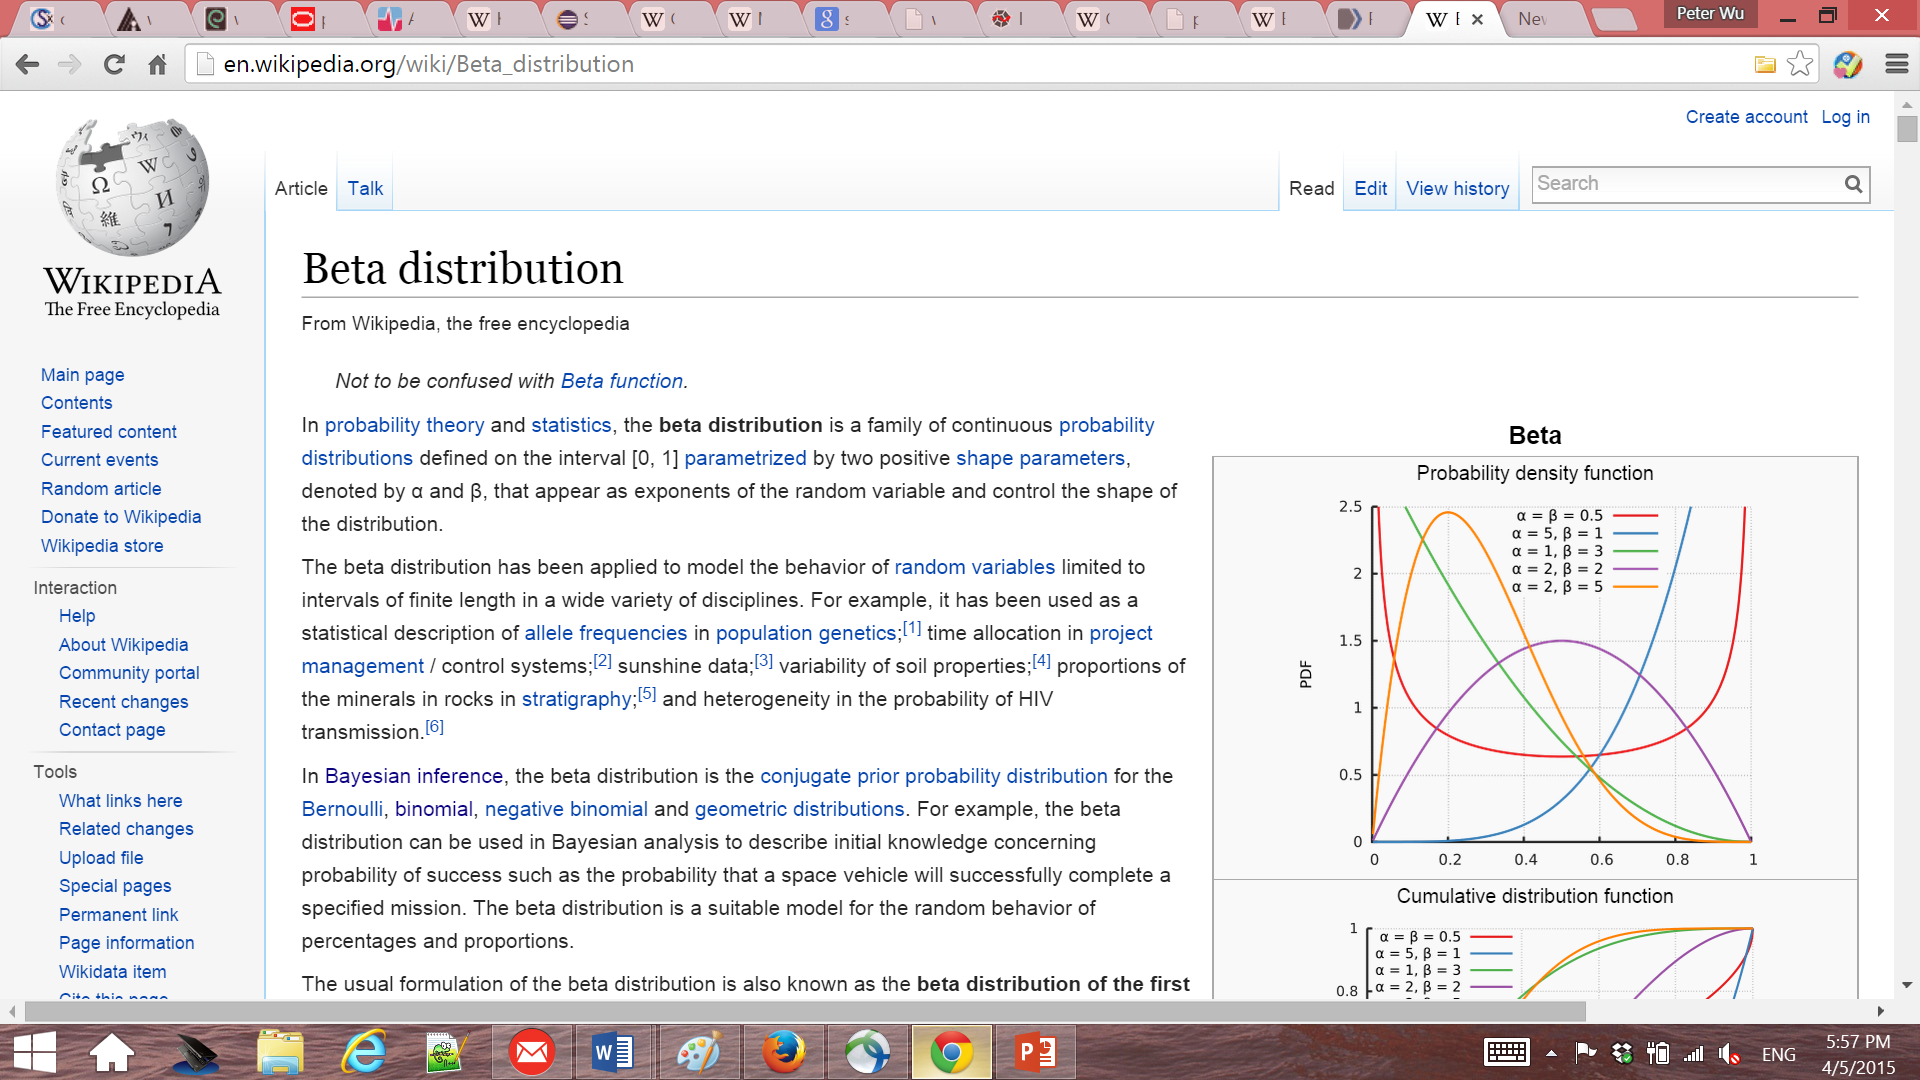 Peter Wu
New
en.wikipedia.org/wiki/Beta_distribution
Create account Log in
Article Talk Read Edit View history Search
WIKIPEDIA
The Free Encyclopedia
Main page
Contents
Featured content
Current events
Random article
Donate to Wikipedia
Wikipedia store
Interaction
Help
About Wikipedia
Community portal
Recent changes
Contact page
Tools
What links here
Related changes
Upload file
Special pages
Permanent link
Page information
Wikidata item
Cite this page
Beta distribution
From Wikipedia, the free encyclopedia
Not to be confused with Beta function.
In probability theory and statistics, the beta distribution is a family of continuous probability
distributions defined on the interval [0, 1] parametrized by two positive shape parameters,
denoted by α and β, that appear as exponents of the random variable and control the shape of
the distribution.
The beta distribution has been applied to model the behavior of random variables limited to
intervals of finite length in a wide variety of disciplines. For example, it has been used as a
statistical description of allele frequencies in population genetics;[1] time allocation in project
management / control systems;[2] sunshine data;[3] variability of soil properties;[4] proportions of
the minerals in rocks in stratigraphy;[5] and heterogeneity in the probability of HIV
transmission.[6]
In Bayesian inference, the beta distribution is the conjugate prior probability distribution for the
Bernoulli, binomial, negative binomial and geometric distributions. For example, the beta
distribution can be used in Bayesian analysis to describe initial knowledge concerning
probability of success such as the probability that a space vehicle will successfully complete a
specified mission. The beta distribution is a suitable model for the random behavior of
percentages and proportions.
The usual formulation of the beta distribution is also known as the beta distribution of the first
Beta
Probability density function
2.5
2
1.5
1
0.5
0
PDF
α = β = 0.5
α = 5, β = 1
α = 1, β = 3
α = 2, β = 2
α = 2, β = 5
0 0.2 0.4 0.6 0.8 1
Cumulative distribution function
1
0.8
α = β = 0.5
α = 5, β = 1
α = 1, β = 3
α = 2, β = 2
ENG
5:57 PM
4/5/2015